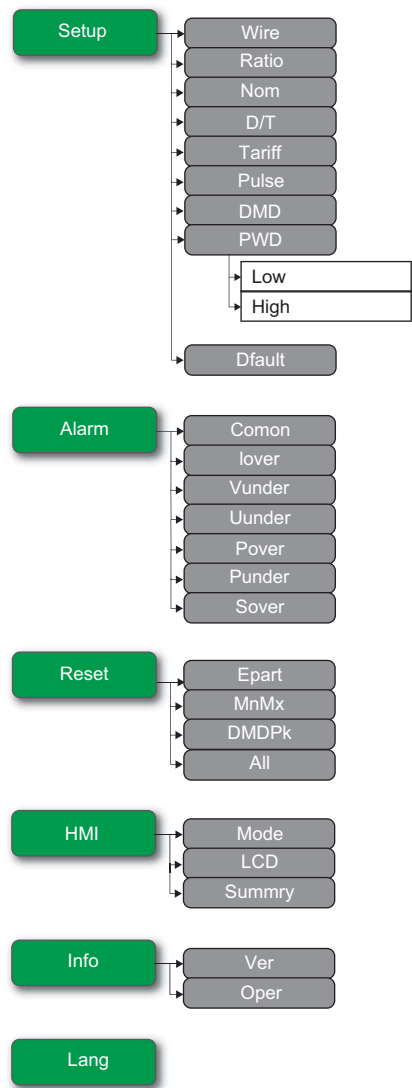 Setup
Wire
Ratio
Nom
D/T
Tariff
Pulse
DMD
PWD
Low
High
Dfault
Alarm
Comon
Iover
Vunder
Uunder
Pover
Punder
Sover
Reset
Epart
MnMx
DMDPk
All
HMI
Mode
LCD
Summry
Info
Ver
Oper
Lang